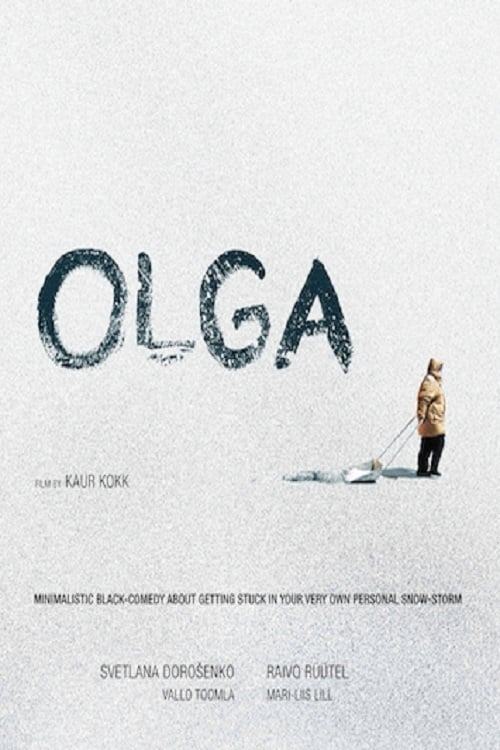 OLGA
FILM BY KAUR KOKK
MINIMALISTIC BLACK-COMEDY ABOUT GETTING STUCK IN YOUR VERY OWN PERSONAL SNOW-STORM
SVETLANA DOROŠENKO RAIVO RÜÜTEL
VALLO TOOMLA MARI-LIIS LILL